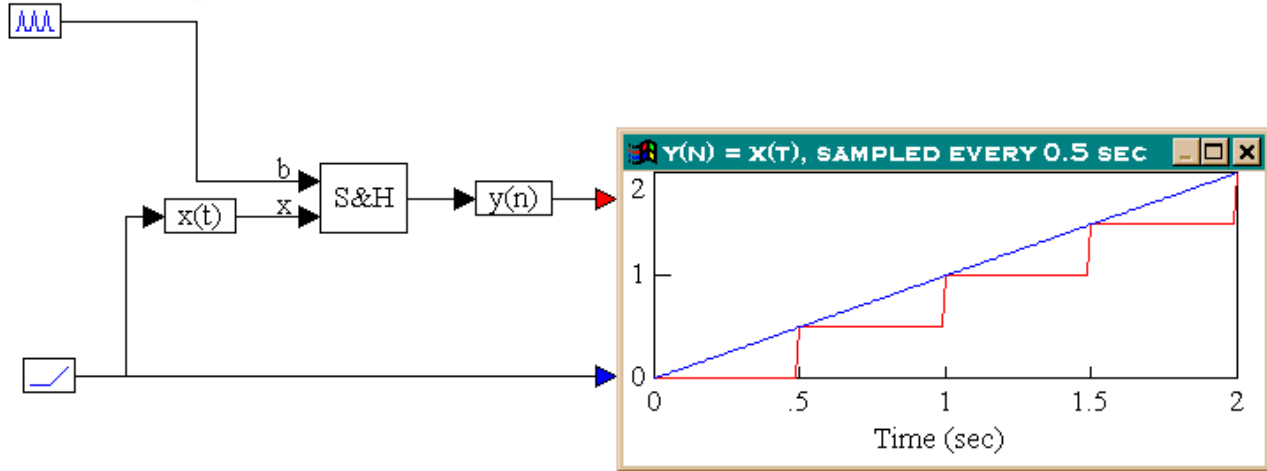 b
x(t)
x
S&H
y(n)
Y(N) = X(T), SAMPLED EVERY 0.5 SEC
2
1
0
0 .5 1 1.5 2
Time (sec)